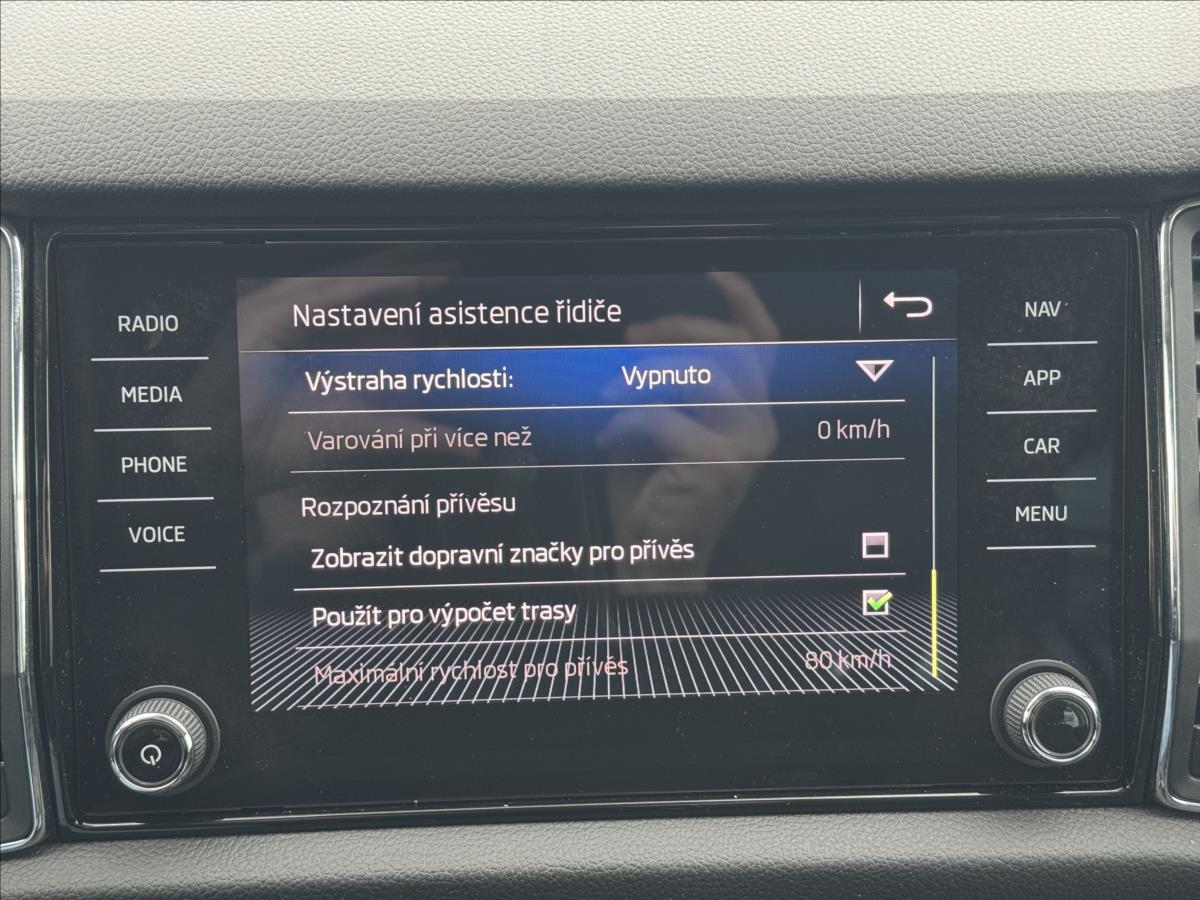 RADIO
MEDIA
PHONE
VOICE
Nastavení asistence řidiče
Výstraha rychlosti: Vypnuto
Varování při více než 0 km/h
Rozpoznání přívěsu
Zobrazit dopravní značky pro přívěs
Použít pro výpočet trasy
Maximální rychlost pro přívěs 80 km/h
NAV
APP
CAR
MENU